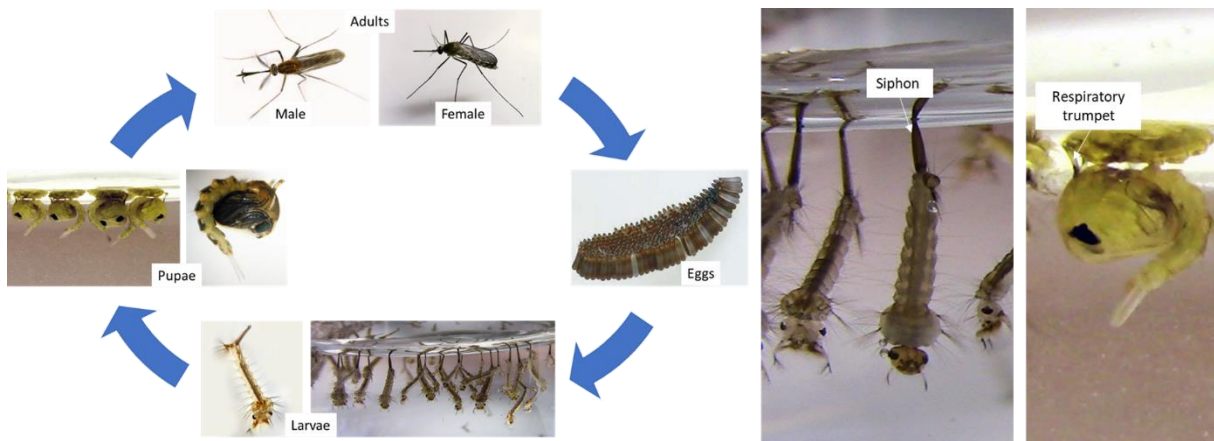 Adults
Male
Female
Eggs
Larvae
Pupae
Siphon
Respiratory
trumpet